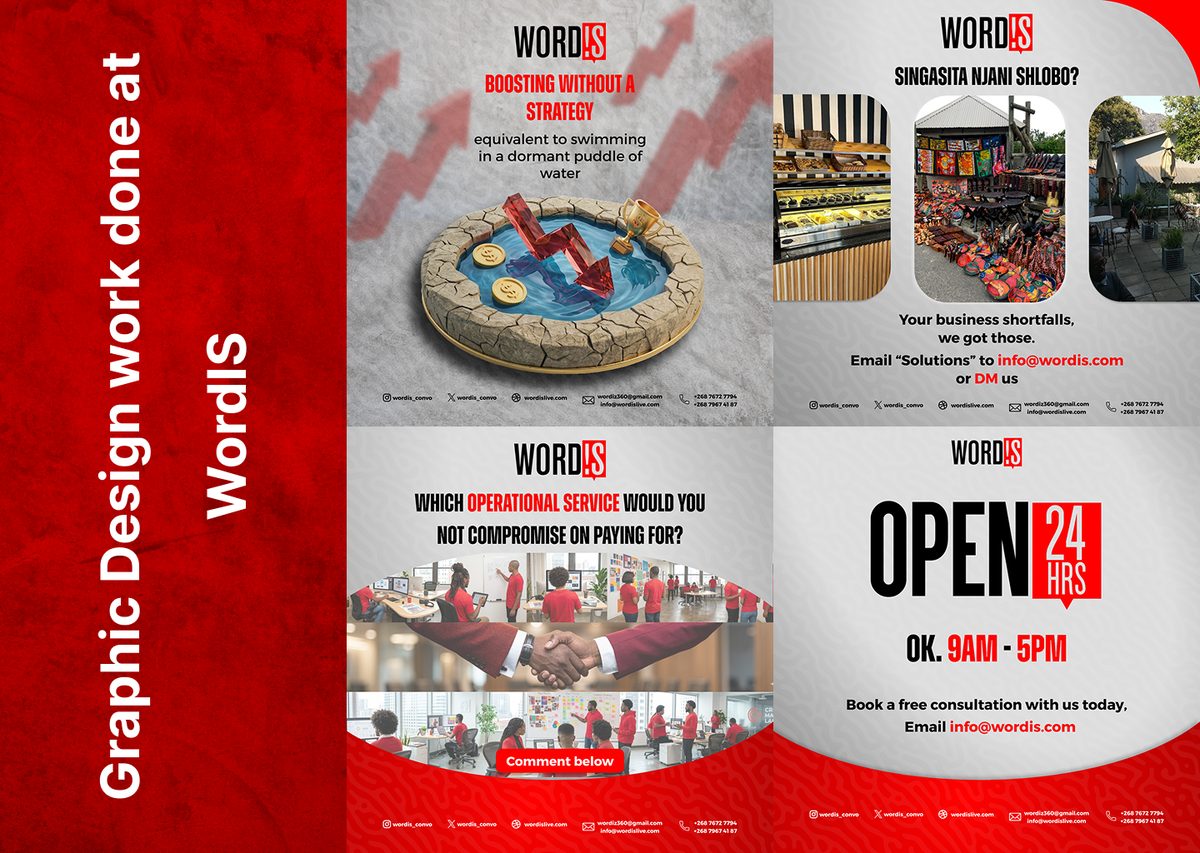 Graphic Design work done at
WordIS
WORD!S
BOOSTING WITHOUT A
STRATEGY
equivalent to swimming
in a dormant puddle of
water
wordis_convo
wordis_convo
wordislive.com
wordiz360@gmail.com
info@wordislive.com
+268 7672 7794
+268 7967 41 87
WORD!S
SINGASITA NJANI SHLOBO?
Your business shortfalls,
we got those.
Email “Solutions” to info@wordis.com
or DM us
wordis_convo
wordis_convo
wordislive.com
wordiz360@gmail.com
info@wordislive.com
+268 7672 7794
+268 7967 41 87
WORD!S
WHICH OPERATIONAL SERVICE WOULD YOU
NOT COMPROMISE ON PAYING FOR?
Comment below
wordis_convo
wordis_convo
wordislive.com
wordiz360@gmail.com
info@wordislive.com
+268 7672 7794
+268 7967 41 87
WORD!S
OPEN 24
HRS
OK. 9AM - 5PM
Book a free consultation with us today,
Email info@wordis.com
wordis_convo
wordis_convo
wordislive.com
wordiz360@gmail.com
info@wordislive.com
+268 7672 7794
+268 7967 41 87